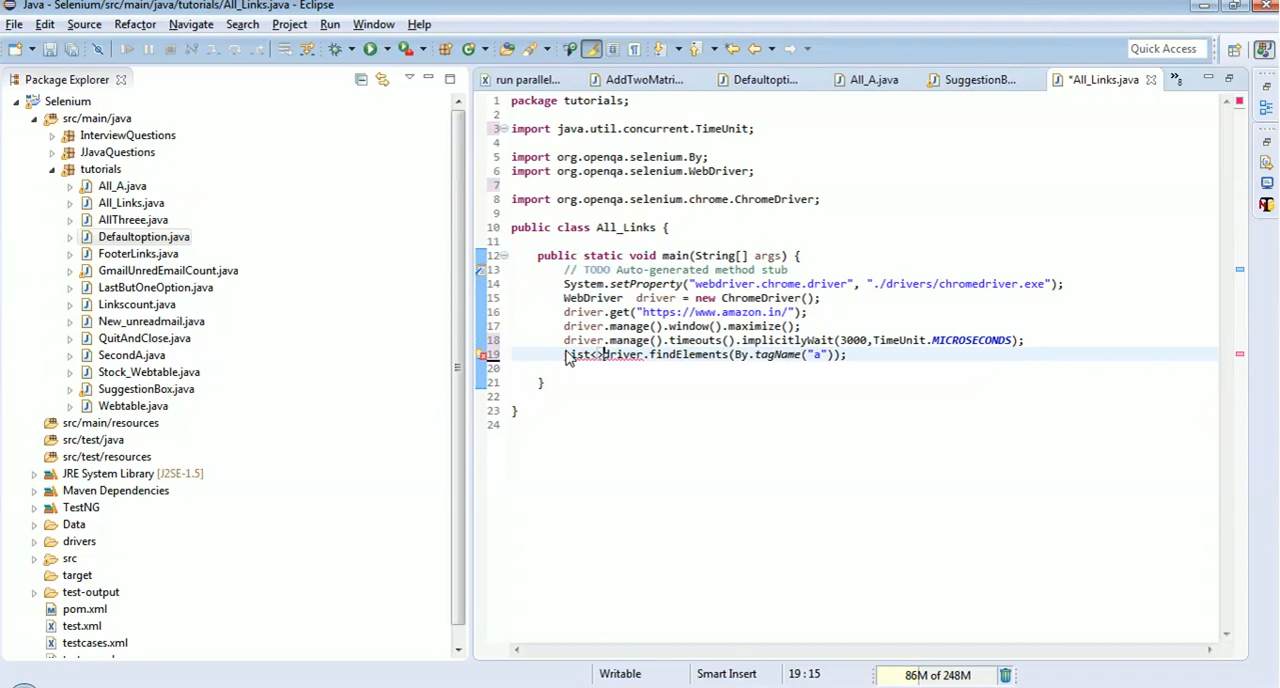 Java - Selenium/src/main/java/tutorials/All_Links.java - Eclipse
File Edit Source Refactor Navigate Search Project Run Window Help
Quick Access
Package Explorer
run parallel... AddTwoMatri... Defaultopti... All_A.java SuggestionB... *All_Links.java
Selenium
src/main/java
InterviewQuestions
JJavaQuestions
tutorials
All_A.java
All_Links.java
AllThreee.java
Defaultoption.java
FooterLinks.java
GmailUnredEmailCount.java
LastButOneOption.java
Linkscount.java
New_unreadmail.java
QuitAndClose.java
SecondA.java
Stock_Webtable.java
SuggestionBox.java
Webtable.java
src/main/resources
src/test/java
src/test/resources
JRE System Library [J2SE-1.5]
Maven Dependencies
TestNG
Data
drivers
src
target
test-output
pom.xml
test.xml
testcases.xml
1 package tutorials;
2
3 import java.util.concurrent.TimeUnit;
4
5 import org.openqa.selenium.By;
6 import org.openqa.selenium.WebDriver;
7
8 import org.openqa.selenium.chrome.ChromeDriver;
9
10 public class All_Links {
11
12 public static void main(String[] args) {
13 // TODO Auto-generated method stub
14 System.setProperty("webdriver.chrome.driver", "./drivers/chromedriver.exe");
15 WebDriver driver = new ChromeDriver();
16 driver.get("https://www.amazon.in/");
17 driver.manage().window().maximize();
18 driver.manage().timeouts().implicitlyWait(3000,TimeUnit.MICROSECONDS);
19 List<>driver.findElements(By.tagName("a"));
20
21 }
22
23 }
24
Writable Smart Insert 19 : 15 86M of 248M